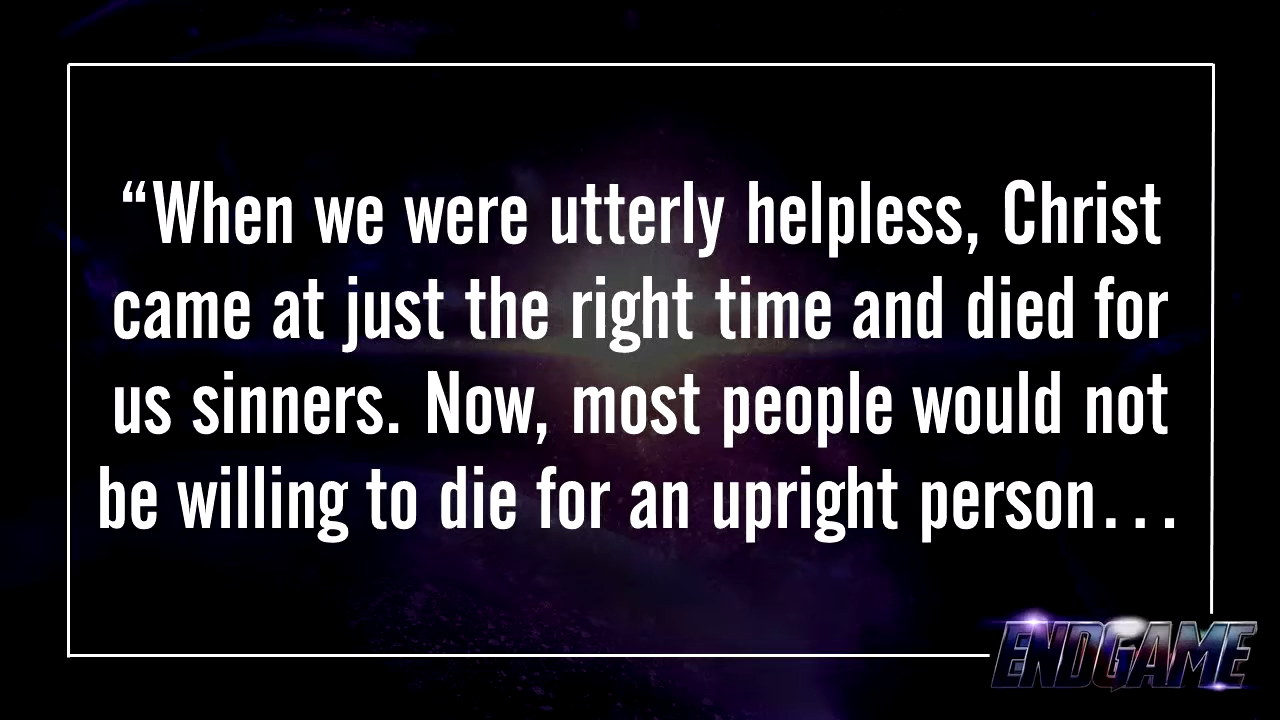 “When we were utterly helpless, Christ
came at just the right time and died for
us sinners. Now, most people would not
be willing to die for an upright person...
ENDGAME